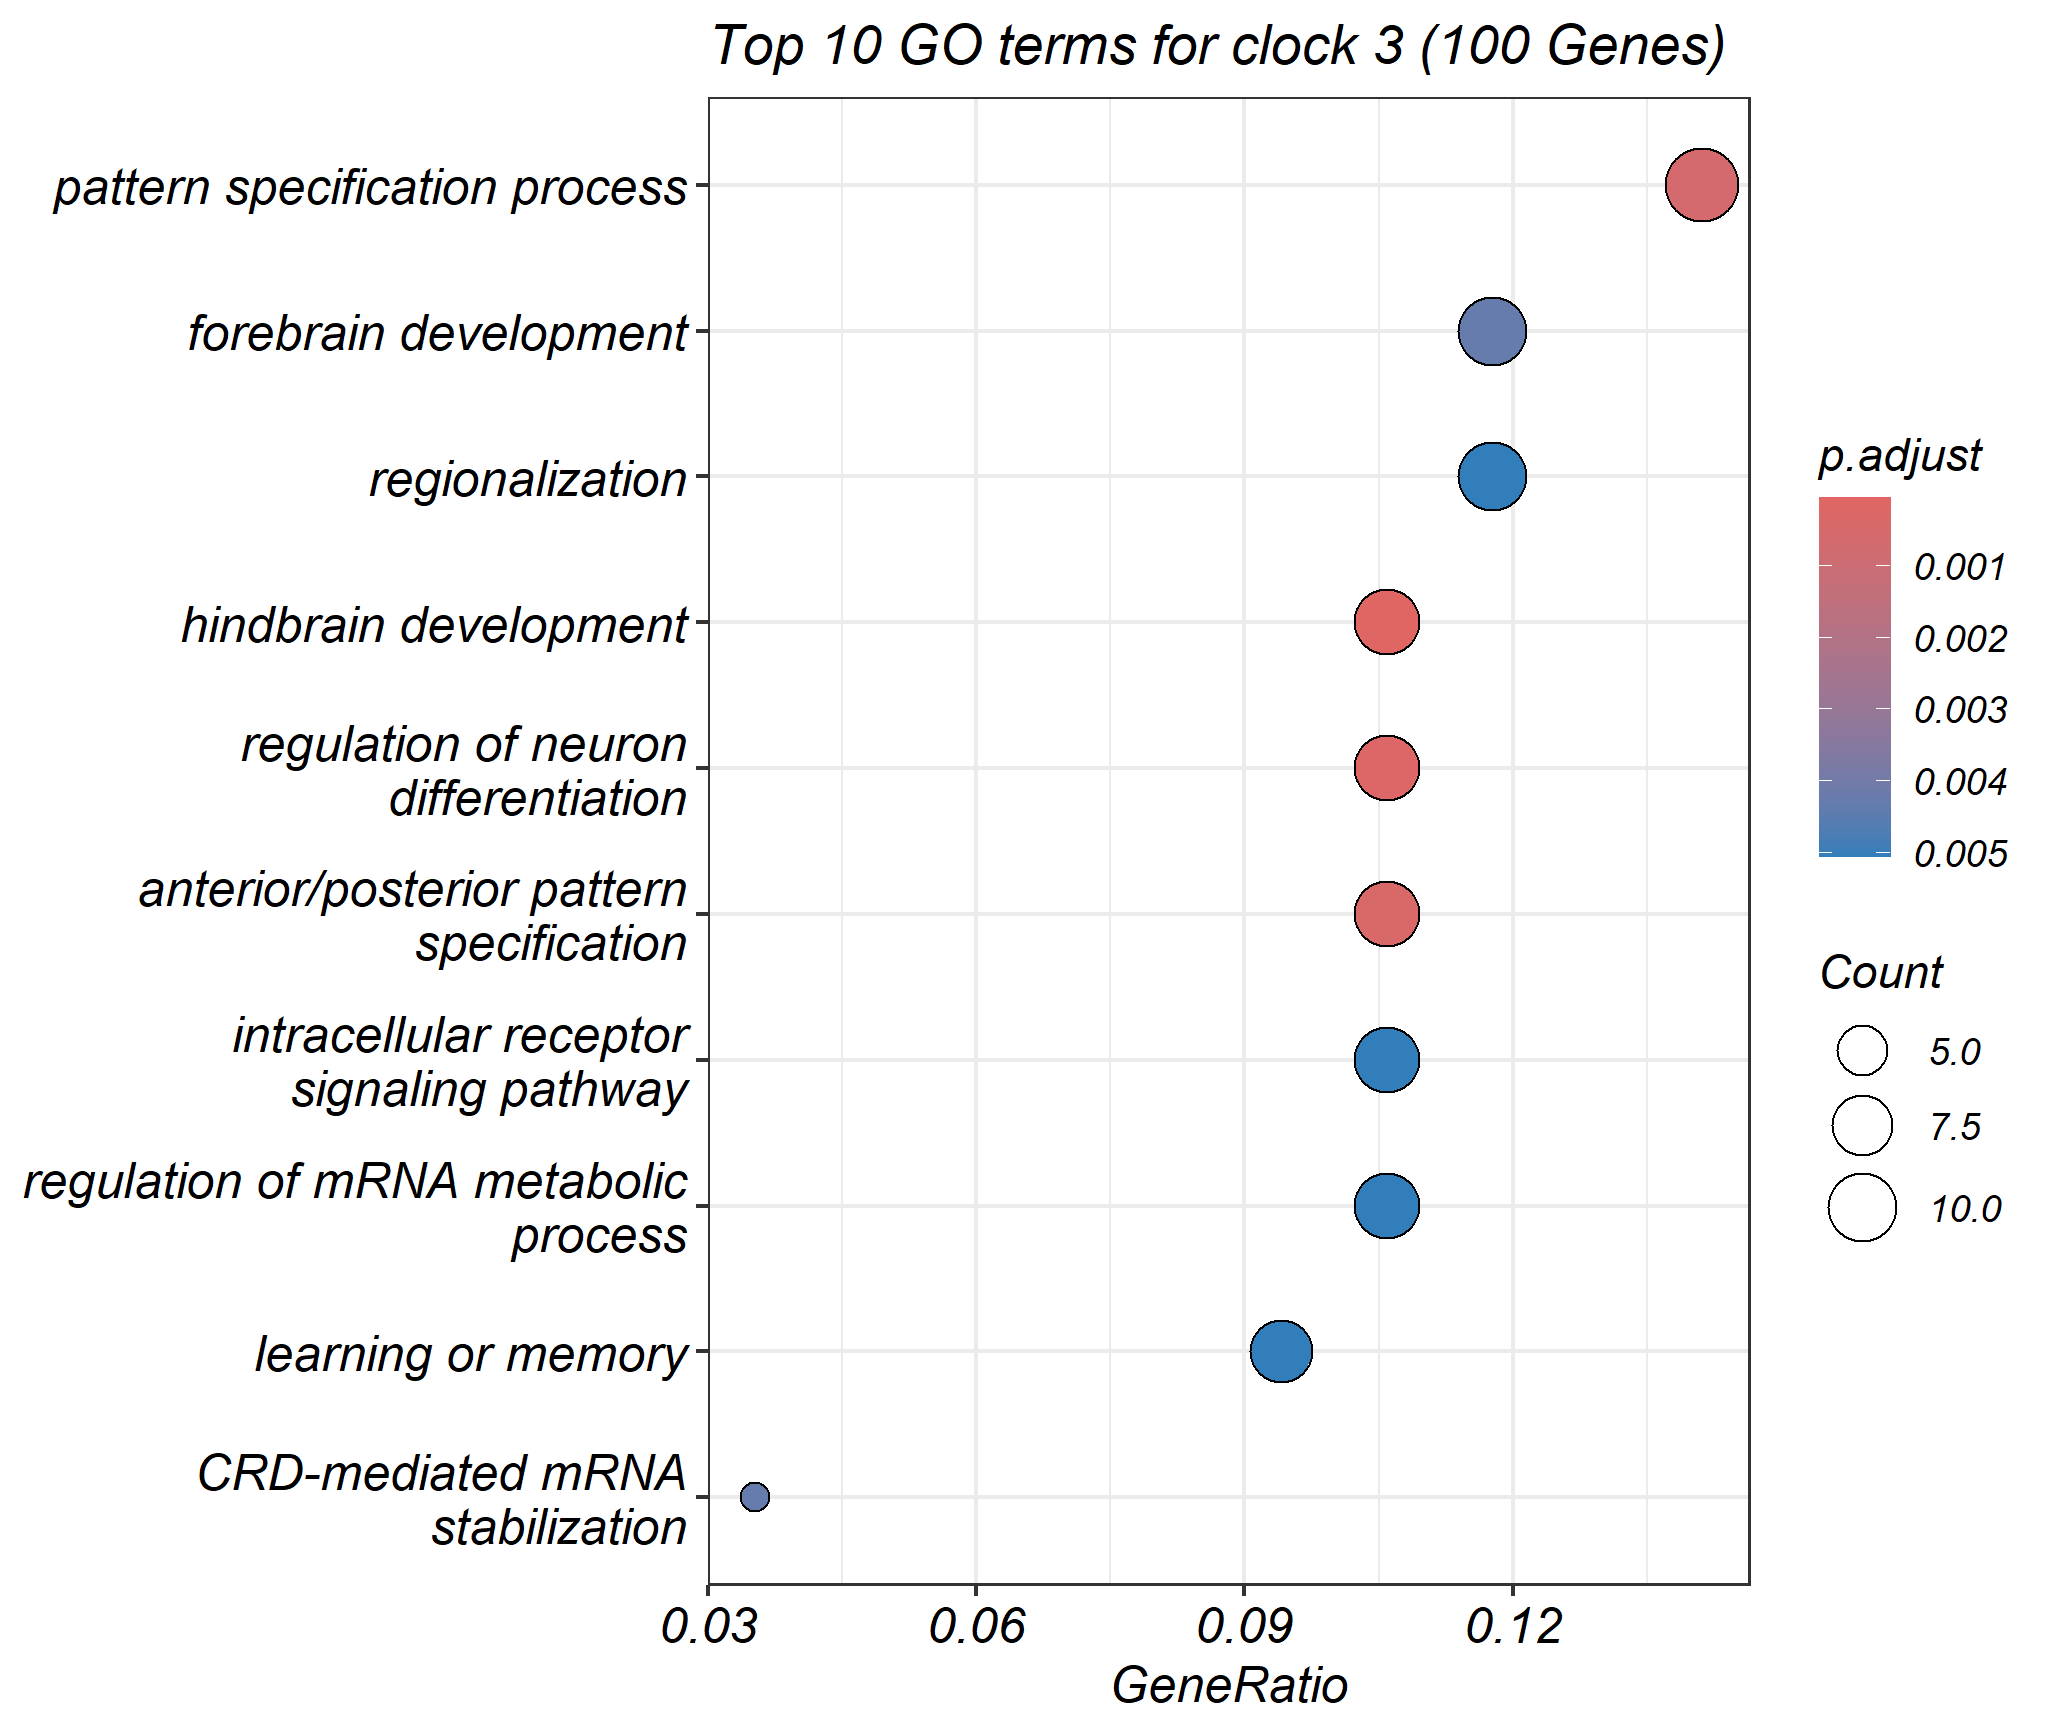 Top 10 GO terms for clock 3 (100 Genes)
pattern specification process
forebrain development
regionalization
hindbrain development
regulation of neuron
differentiation
anterior/posterior pattern
specification
intracellular receptor
signaling pathway
regulation of mRNA metabolic
process
learning or memory
CRD-mediated mRNA
stabilization
0.03 0.06 0.09 0.12
GeneRatio
p.adjust
0.001
0.002
0.003
0.004
0.005
Count
5.0
7.5
10.0